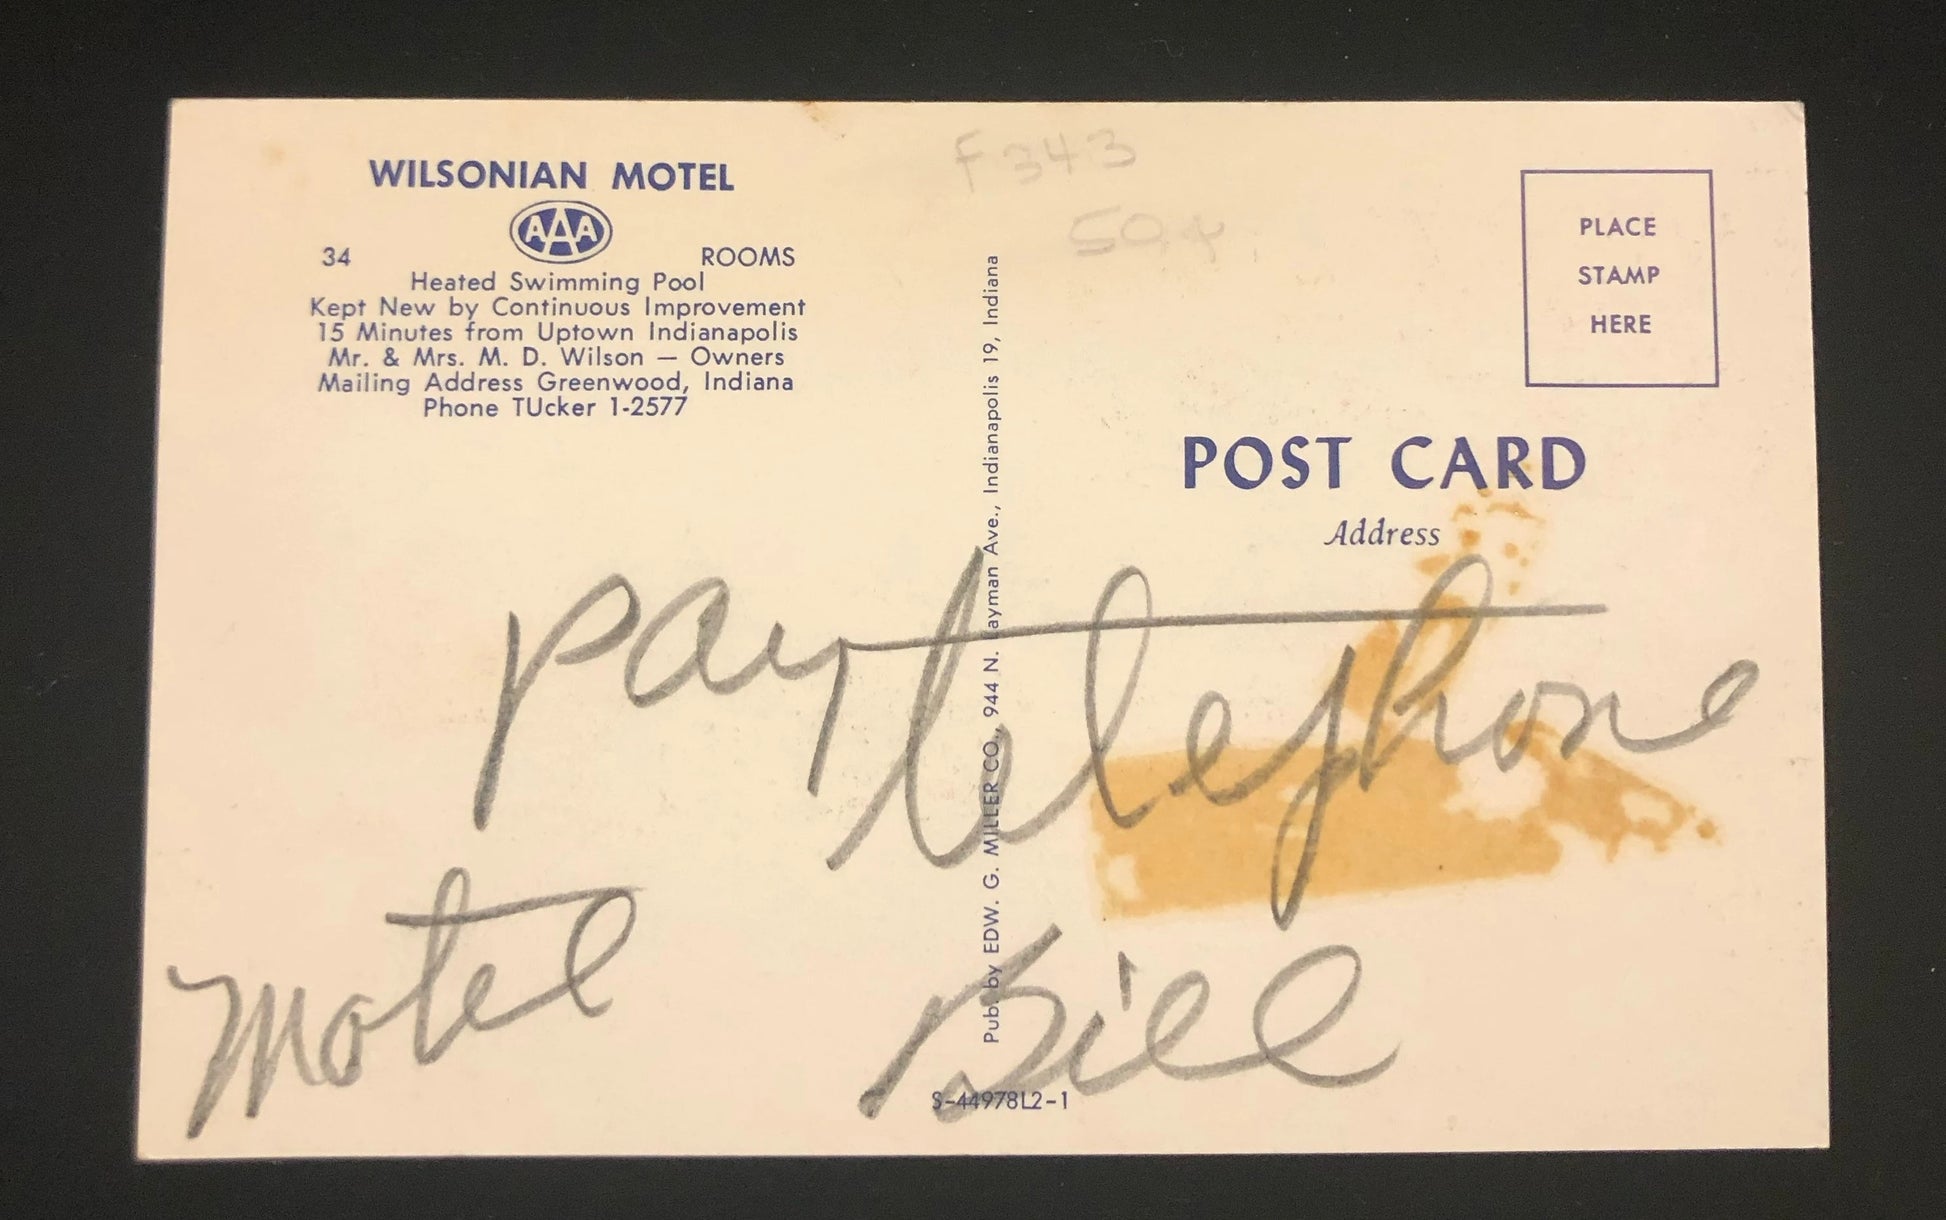 WILSONIAN MOTEL
AAA
34 ROOMS
Heated Swimming Pool
Kept New by Continuous Improvement
15 Minutes from Uptown Indianapolis
Mr. & Mrs. M. D. Wilson — Owners
Mailing Address Greenwood, Indiana
Phone TUcker 1-2577
F343
Pub. by EDW. G. MILLER CO., 944 N. Layman Ave., Indianapolis 19, Indiana
S-44978L2-1
PLACE
STAMP
HERE
POST CARD
Address
pay telephone
motel Bill